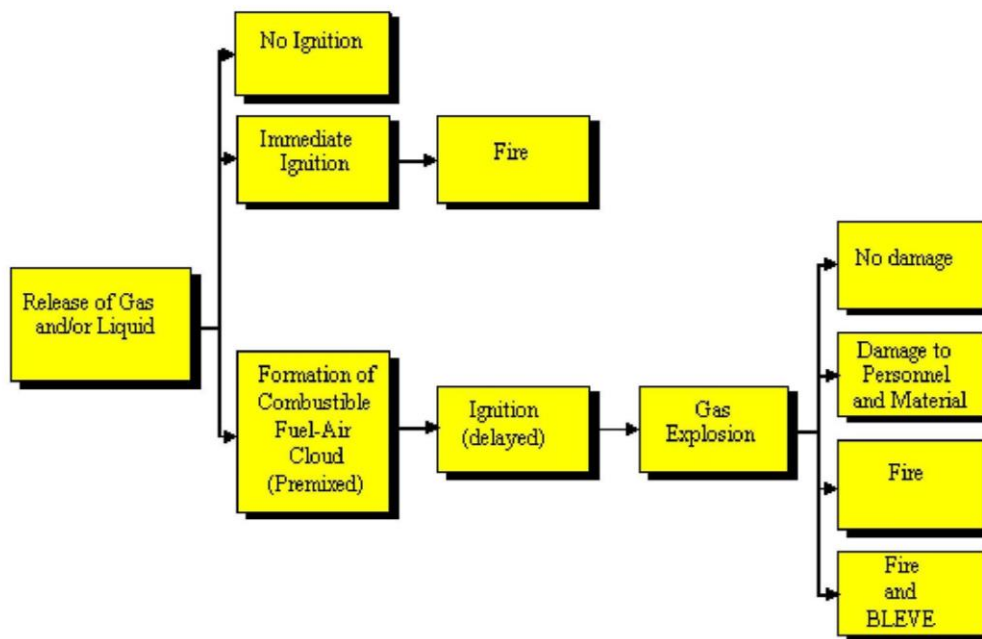 No Ignition
Immediate
Ignition
Fire
Release of Gas
and/or Liquid
Formation of
Combustible
Fuel-Air
Cloud
(Premixed)
Ignition
(delayed)
Gas
Explosion
No damage
Damage to
Personnel
and Material
Fire
Fire
and
BLEVE